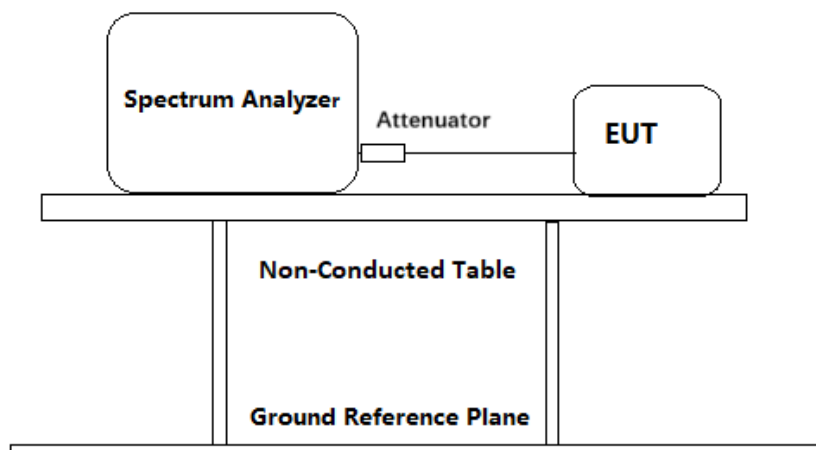 Spectrum Analyzer
Attenuator
EUT
Non-Conducted Table
Ground Reference Plane